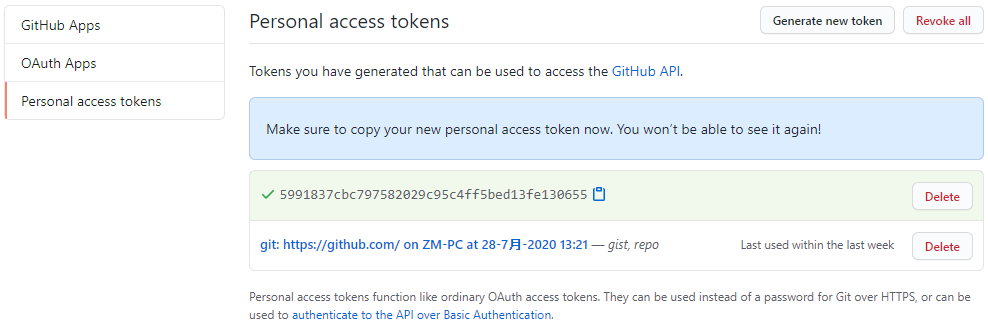 GitHub Apps
OAuth Apps
Personal access tokens
Personal access tokens
Generate new token
Revoke all
Tokens you have generated that can be used to access the GitHub API.
Make sure to copy your new personal access token now. You won't be able to see it again!
5991837cbc797582029c95c4ff5bed13fe130655
Delete
git: https://github.com/ on ZM-PC at 28-7月-2020 13:21 — gist, repo
Last used within the last week
Delete
Personal access tokens function like ordinary OAuth access tokens. They can be used instead of a password for Git over HTTPS, or can be
used to authenticate to the API over Basic Authentication.